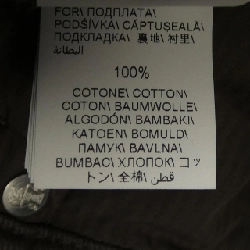 FOR\ ПОДПЛАТА\
PODŠÍVKA\ CĂPTUŞEALĂ\
ПОДКЛАДКА\ 裏地\ 衬里\
البطانة
100%
COTONE\ COTTON\
COTON\ BAUMWOLLE\
ALGODÓN\ BAMBAKI\
KATOEN\ BOMULD\
ПАМУК\ BAVLNA\
BUMBAC\ ХЛОПОК\ コッ
トン\ 全棉\ قطن